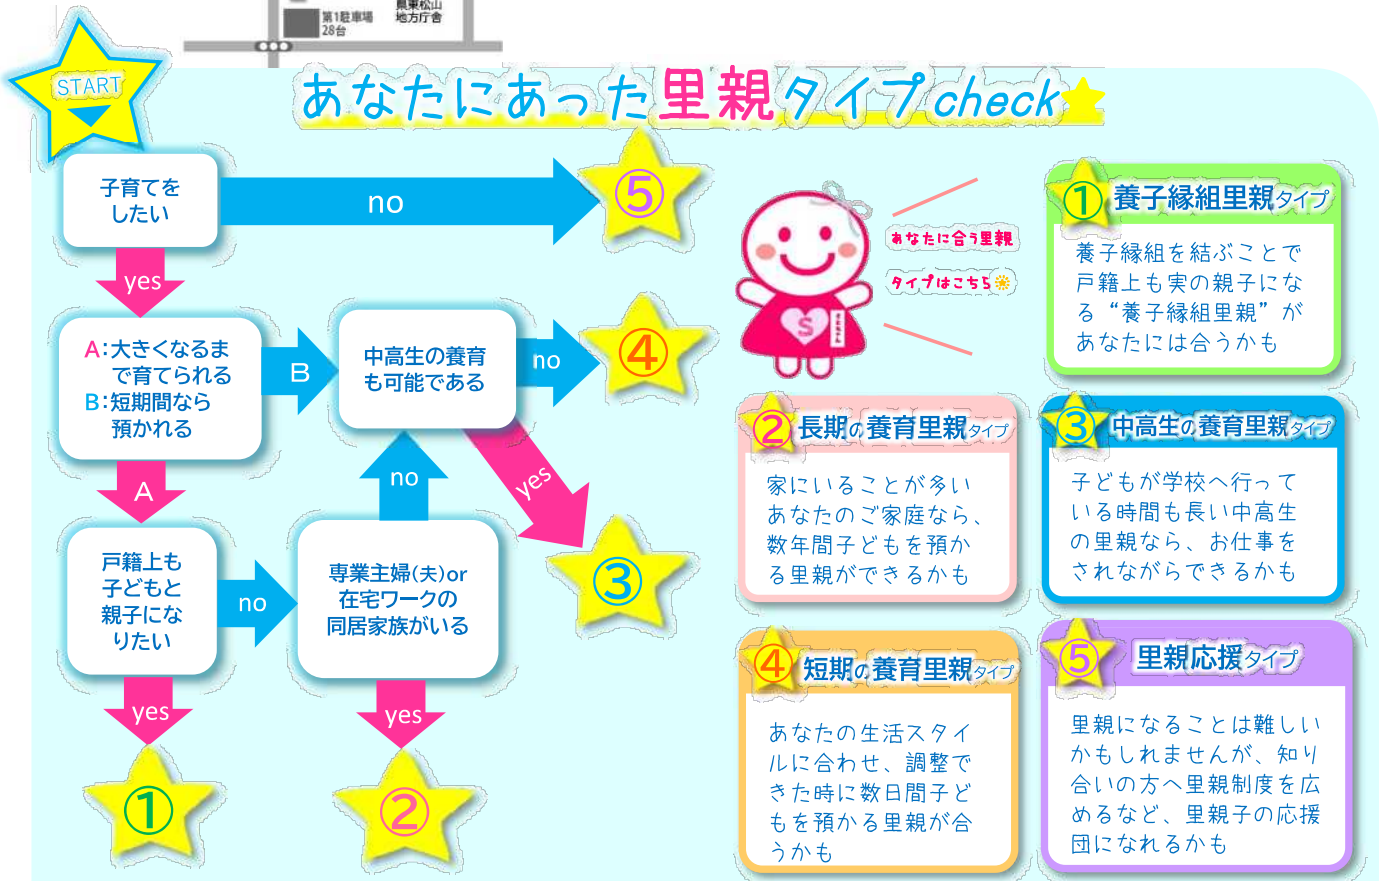 県東松山
地方庁舎
第1駐車場
28台
START
あなたにあった里親タイプcheck
子育てを
したい
no
⑤
yes
A:大きくなるま
で育てられる
B:短期間なら
預かれる
B
中高生の養育
も可能である
no
④
yes
③
A
戸籍上も
子どもと
親子にな
りたい
no
専業主婦(夫)or
在宅ワークの
同居家族がいる
no
yes
①
yes
②
あなたに合う里親
タイプはこちら
S
① 養子縁組里親タイプ
養子縁組を結ぶことで
戸籍上も実の親子にな
る“養子縁組里親”が
あなたには合うかも
② 長期の養育里親タイプ
家にいることが多い
あなたのご家庭なら、
数年間子どもを預か
る里親ができるかも
③ 中高生の養育里親タイプ
子どもが学校へ行って
いる時間も長い中高生
の里親なら、お仕事を
されながらできるかも
④ 短期の養育里親タイプ
あなたの生活スタイ
ルに合わせ、調整で
きた時に数日間子ど
もを預かる里親が合
うかも
⑤ 里親応援タイプ
里親になることは難しい
かもしれませんが、知り
合いの方へ里親制度を広
めるなど、里親子の応援
団になれるかも